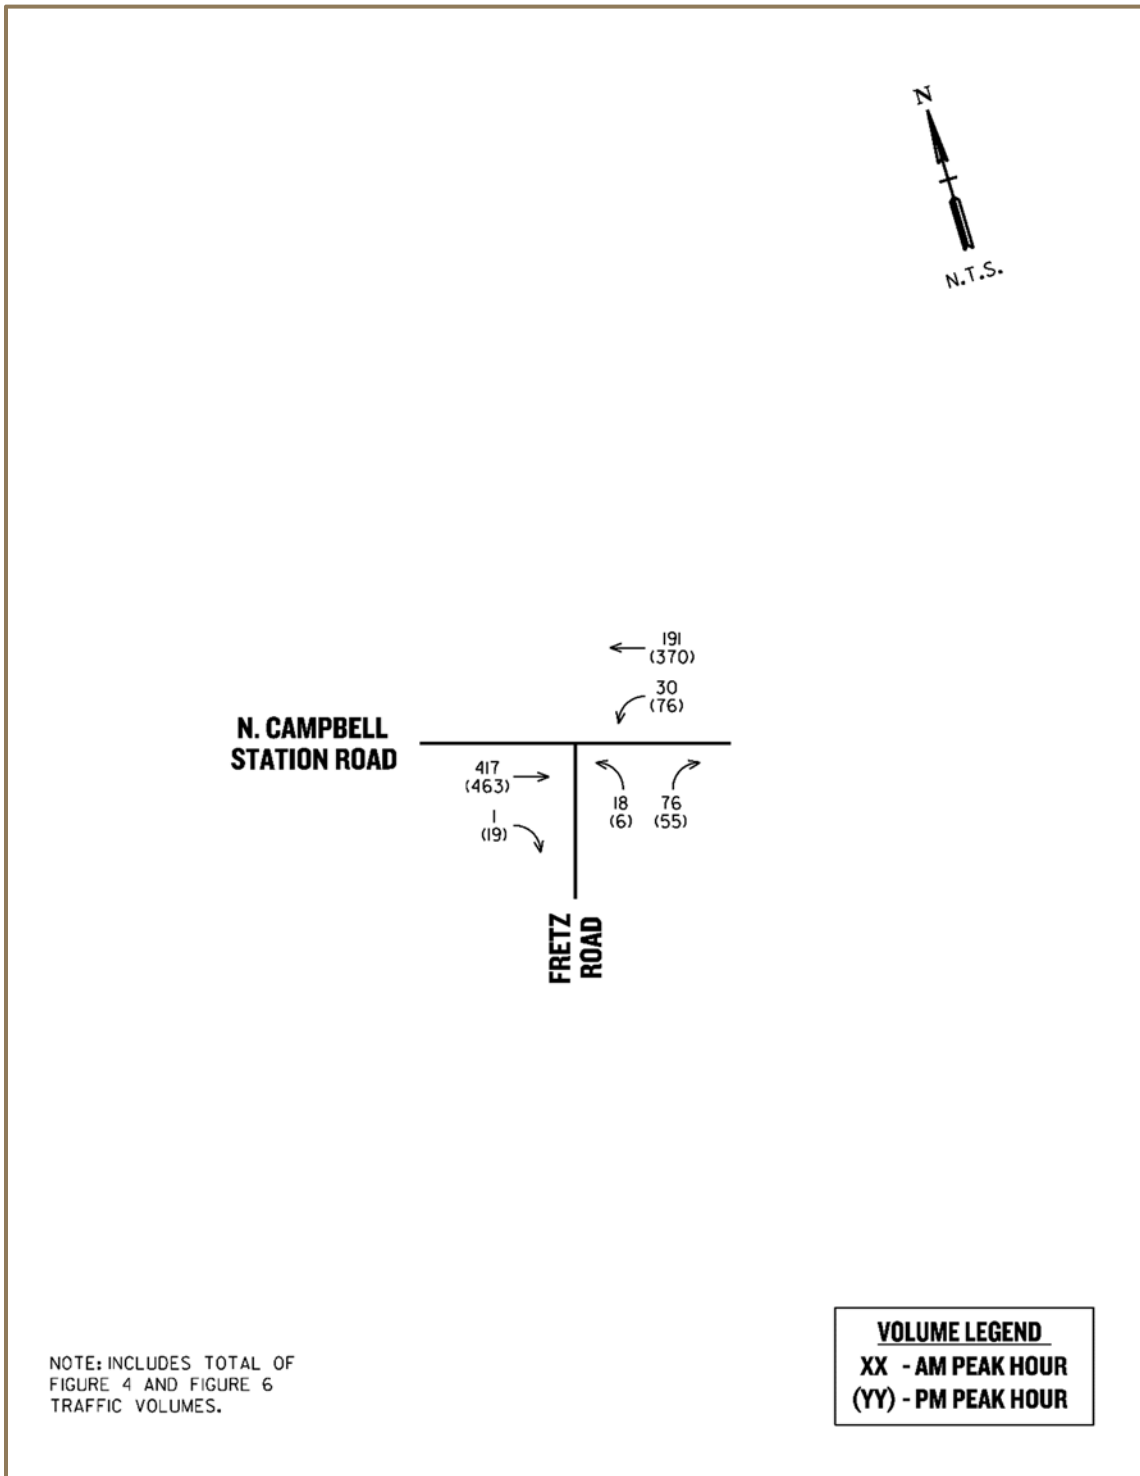 N
N.T.S.
191
(370)
30
(76)
N. CAMPBELL
STATION ROAD
417
(463)
1
(19)
18
(6)
76
(55)
FRETZ
ROAD
NOTE: INCLUDES TOTAL OF
FIGURE 4 AND FIGURE 6
TRAFFIC VOLUMES.
VOLUME LEGEND
XX - AM PEAK HOUR
(YY) - PM PEAK HOUR